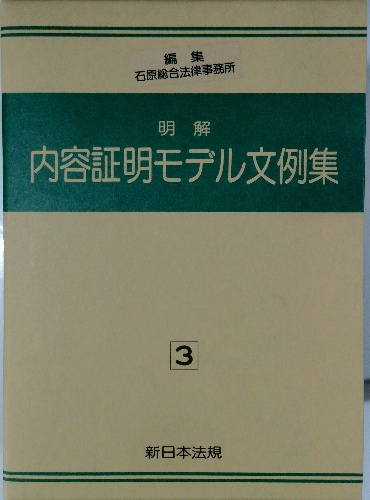 編集
石原総合法律事務所
明解
内容証明モデル文例集
3
新日本法規